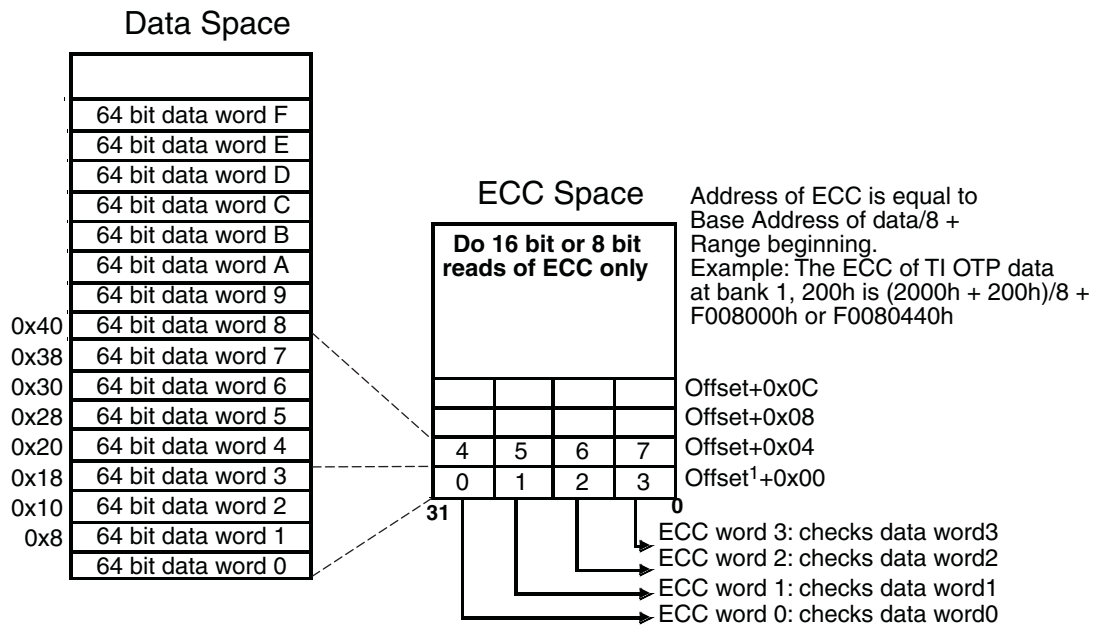 Data Space
64 bit data word F
64 bit data word E
64 bit data word D
64 bit data word C
64 bit data word B
64 bit data word A
64 bit data word 9
0x40 64 bit data word 8
0x38 64 bit data word 7
0x30 64 bit data word 6
0x28 64 bit data word 5
0x20 64 bit data word 4
0x18 64 bit data word 3
0x10 64 bit data word 2
0x8 64 bit data word 1
64 bit data word 0
ECC Space
Do 16 bit or 8 bit
reads of ECC only
Offset+0x0C
Offset+0x08
4 5 6 7 Offset+0x04
0 1 2 3 Offset¹+0x00
31 0
Address of ECC is equal to
Base Address of data/8 +
Range beginning.
Example: The ECC of TI OTP data
at bank 1, 200h is (2000h + 200h)/8 +
F008000h or F0080440h
ECC word 3: checks data word3
ECC word 2: checks data word2
ECC word 1: checks data word1
ECC word 0: checks data word0